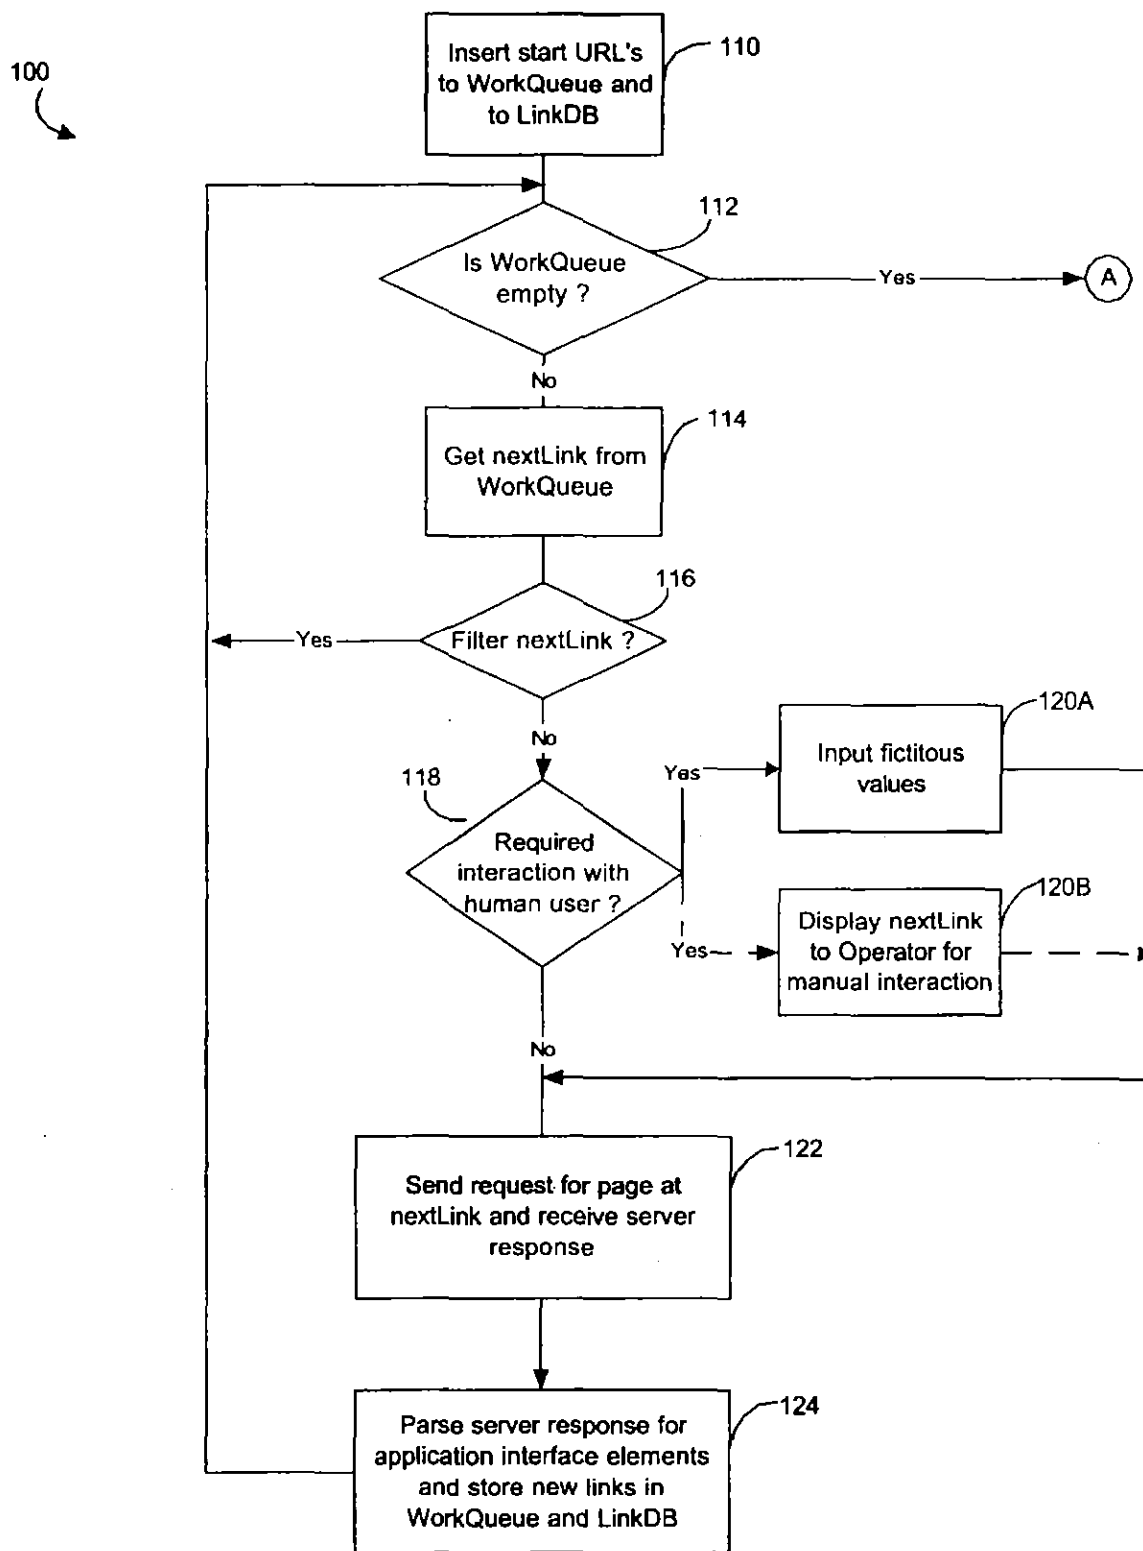 100
Insert start URL's
to WorkQueue and
to LinkDB
110
Is WorkQueue
empty ?
112
Yes
A
No
Get nextLink from
WorkQueue
114
Filter nextLink ?
116
Yes
No
118
Required
interaction with
human user ?
Yes
Input fictitous
values
120A
Yes
Display nextLink
to Operator for
manual interaction
120B
No
Send request for page at
nextLink and receive server
response
122
Parse server response for
application interface elements
and store new links in
WorkQueue and LinkDB
124